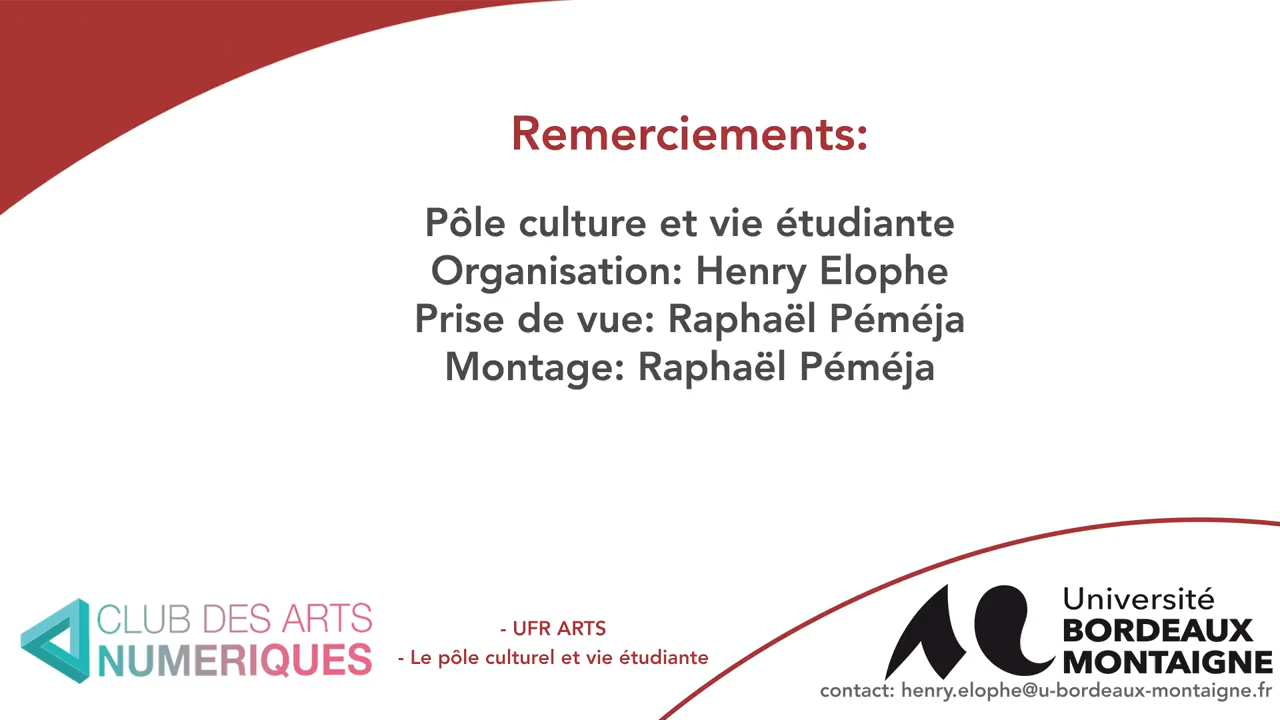 Remerciements:
Pôle culture et vie étudiante
Organisation: Henry Elophe
Prise de vue: Raphaël Péméja
Montage: Raphaël Péméja
CLUB DES ARTS
NUMERIQUES
- UFR ARTS
- Le pôle culturel et vie étudiante
Université
BORDEAUX
MONTAIGNE
contact: henry.elophe@u-bordeaux-montaigne.fr